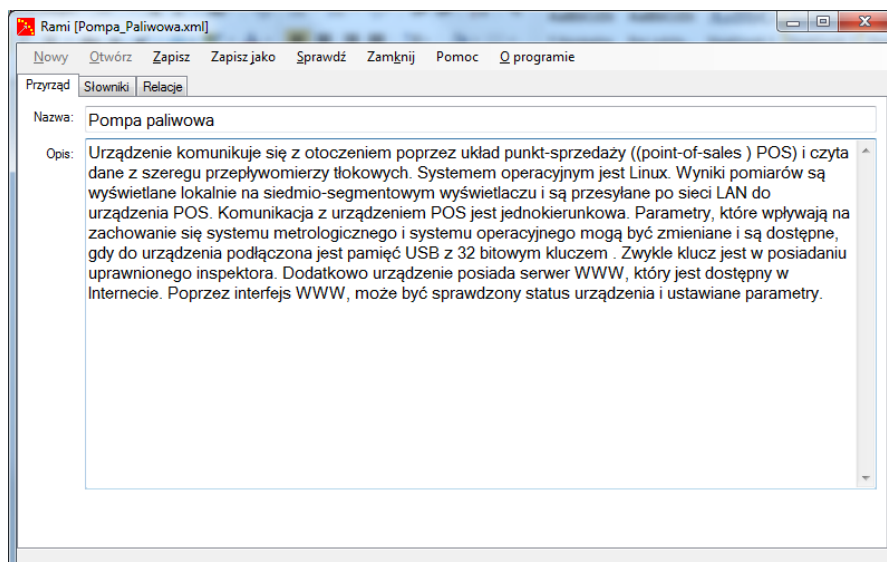 Rami [Pompa_Paliwowa.xml]
Nowy Otwórz Zapisz Zapisz jako Sprawdź Zamknij Pomoc O programie
Przyrząd Słowniki Relacje
Nazwa: Pompa paliwowa
Opis: Urządzenie komunikuje się z otoczeniem poprzez układ punkt-sprzedaży ((point-of-sales ) POS) i czyta
dane z szeregu przepływomierzy tłokowych. Systemem operacyjnym jest Linux. Wyniki pomiarów są
wyświetlane lokalnie na siedmio-segmentowym wyświetlaczu i są przesyłane po sieci LAN do
urządzenia POS. Komunikacja z urządzeniem POS jest jednokierunkowa. Parametry, które wpływają na
zachowanie się systemu metrologicznego i systemu operacyjnego mogą być zmieniane i są dostępne,
gdy do urządzenia podłączona jest pamięć USB z 32 bitowym kluczem . Zwykle klucz jest w posiadaniu
uprawnionego inspektora. Dodatkowo urządzenie posiada serwer WWW, który jest dostępny w
Internecie. Poprzez interfejs WWW, może być sprawdzony status urządzenia i ustawiane parametry.